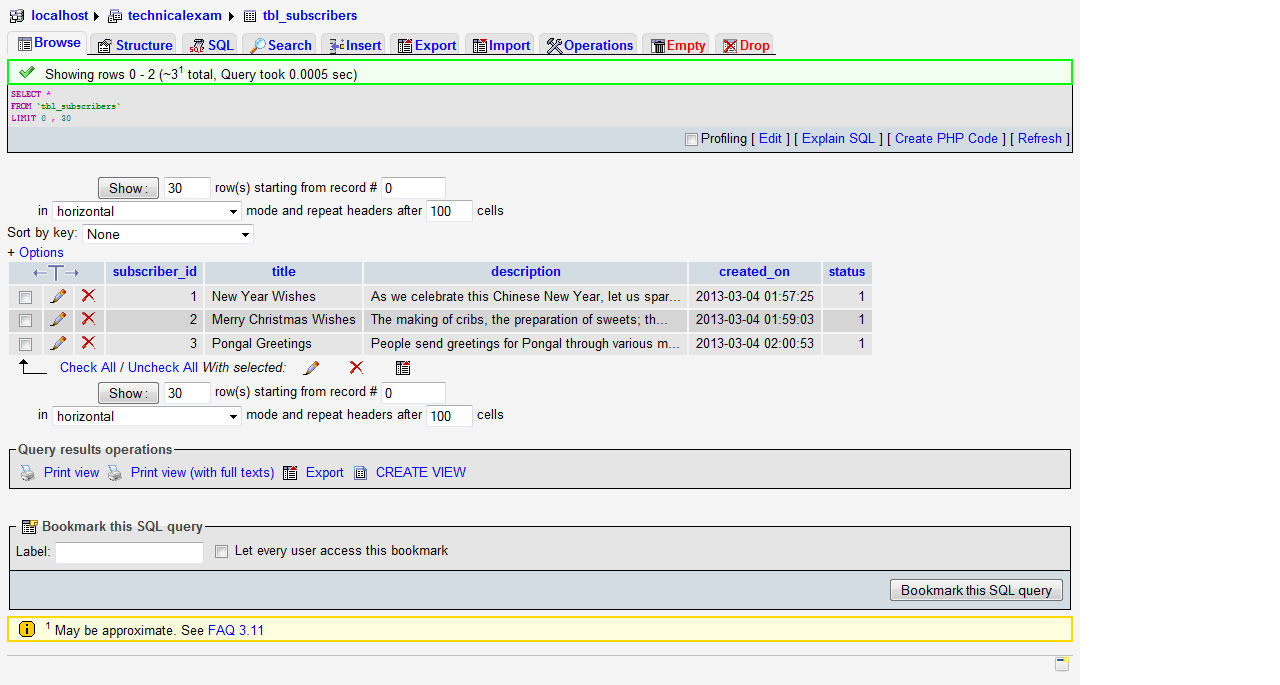 localhost technicalexam tbl_subscribers
Browse Structure SQL Search Insert Export Import Operations Empty Drop
Showing rows 0 - 2 (~3¹ total, Query took 0.0005 sec)
SELECT *
FROM `tbl_subscribers`
LIMIT 0 , 30
Profiling [ Edit ] [ Explain SQL ] [ Create PHP Code ] [ Refresh ]
Show : 30 row(s) starting from record # 0
in horizontal mode and repeat headers after 100 cells
Sort by key: None
+ Options
←T→ subscriber_id title description created_on status
1 New Year Wishes As we celebrate this Chinese New Year, let us spar... 2013-03-04 01:57:25 1
2 Merry Christmas Wishes The making of cribs, the preparation of sweets; th... 2013-03-04 01:59:03 1
3 Pongal Greetings People send greetings for Pongal through various m... 2013-03-04 02:00:53 1
Check All / Uncheck All With selected:
Show : 30 row(s) starting from record # 0
in horizontal mode and repeat headers after 100 cells
Query results operations
Print view Print view (with full texts) Export CREATE VIEW
Bookmark this SQL query
Label: Let every user access this bookmark
Bookmark this SQL query
¹ May be approximate. See FAQ 3.11